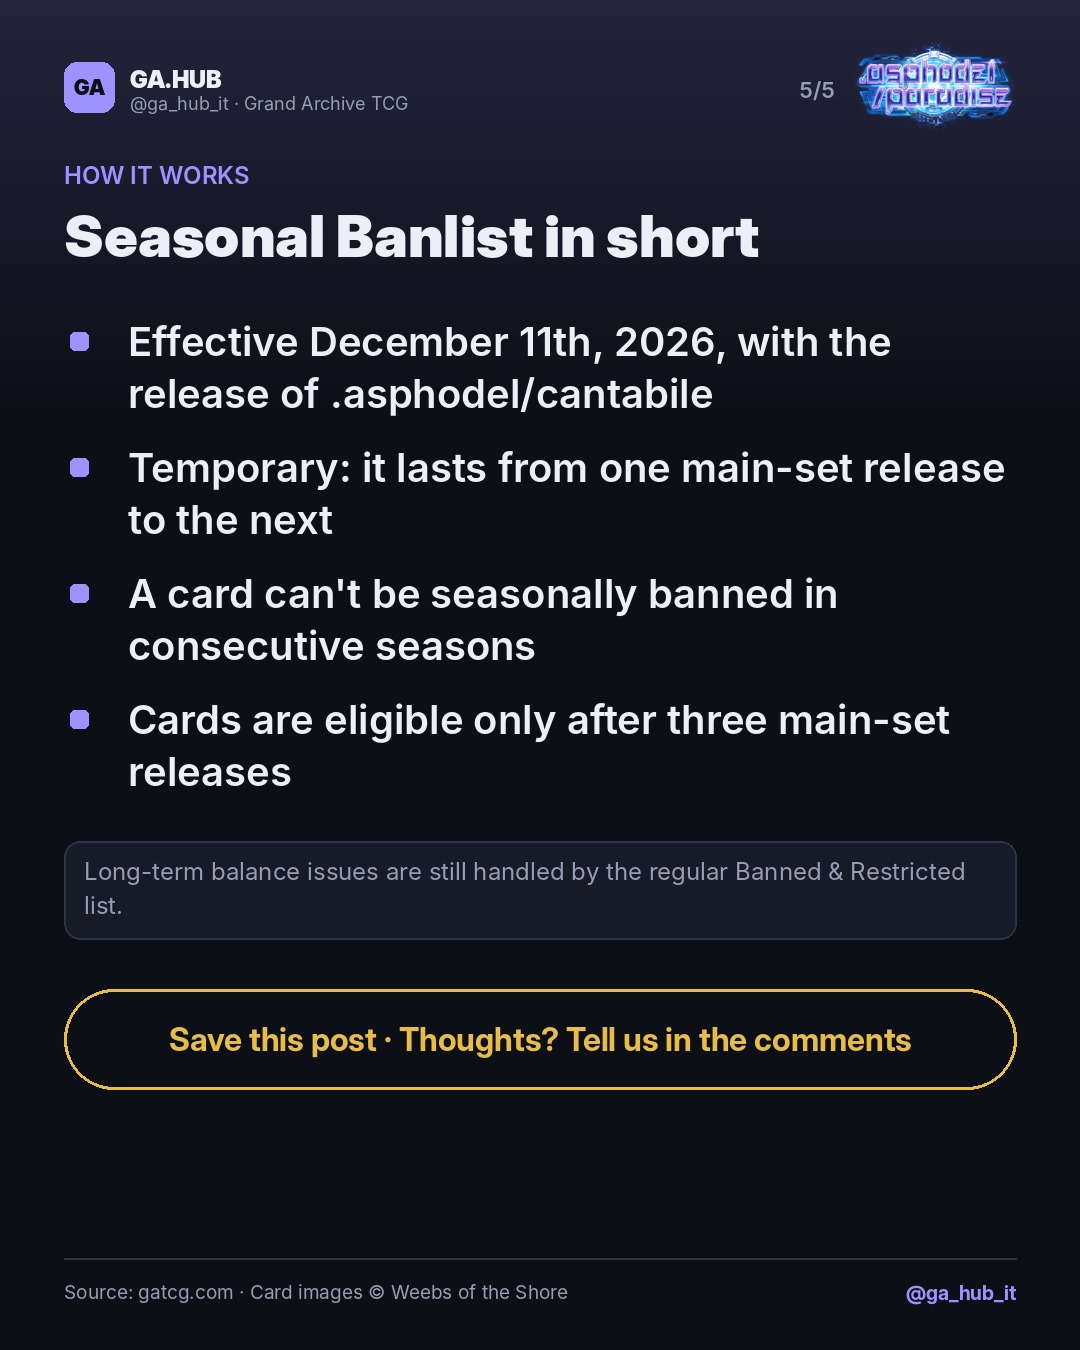 GA
GA.HUB
@ga_hub_it · Grand Archive TCG
5/5
.asphodel
/paradise
HOW IT WORKS
Seasonal Banlist in short
Effective December 11th, 2026, with the
release of .asphodel/cantabile
Temporary: it lasts from one main-set release
to the next
A card can't be seasonally banned in
consecutive seasons
Cards are eligible only after three main-set
releases
Long-term balance issues are still handled by the regular Banned & Restricted
list.
Save this post · Thoughts? Tell us in the comments
Source: gatcg.com · Card images © Weebs of the Shore
@ga_hub_it